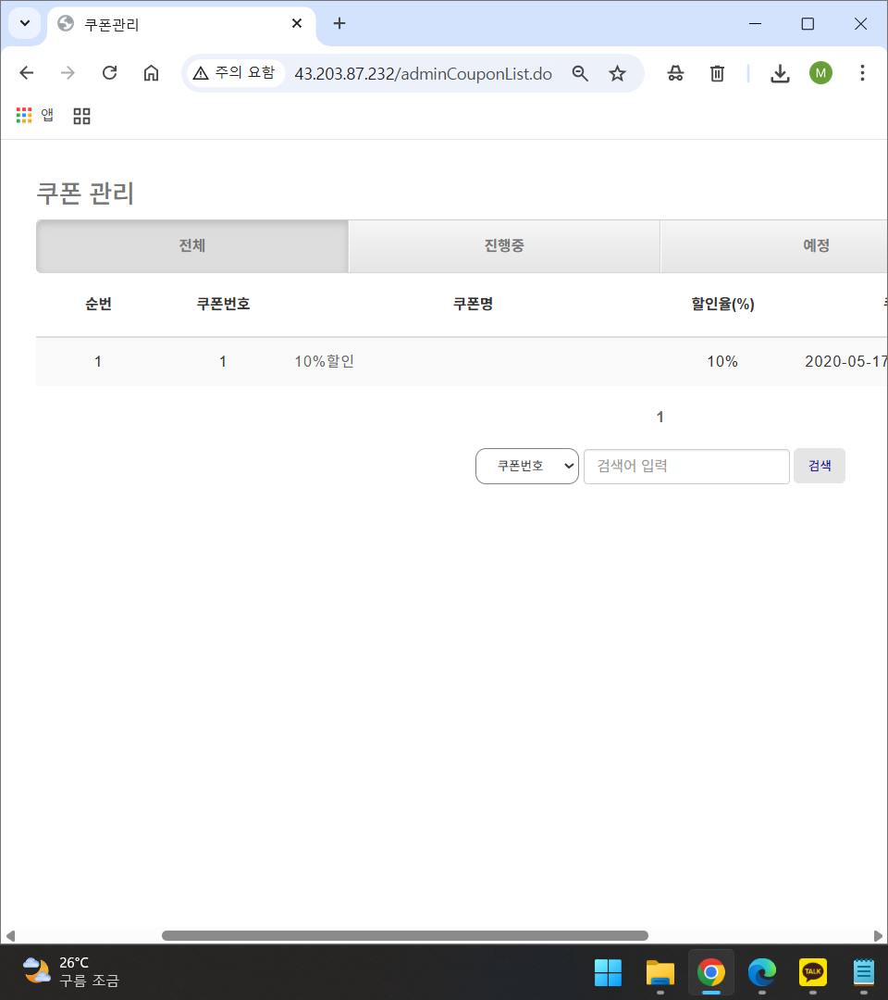 쿠폰관리
주의 요함 43.203.87.232/adminCouponList.do
M
앱
쿠폰 관리
전체 진행중 예정
순번 쿠폰번호 쿠폰명 할인율(%)
1 1 10%할인 10% 2020-05-17
1
쿠폰번호 검색어 입력 검색
26°C
구름 조금
TALK